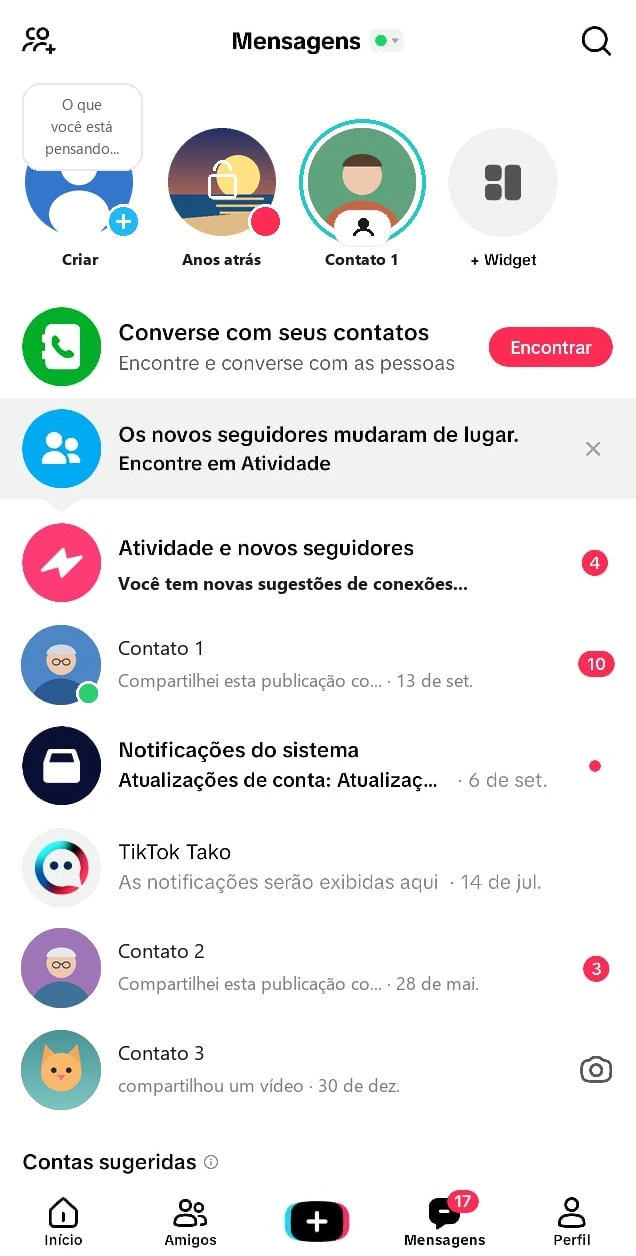 Mensagens
O que
você está
pensando...
Criar
Anos atrás
Contato 1
+ Widget
Converse com seus contatos
Encontre e converse com as pessoas
Encontrar
Os novos seguidores mudaram de lugar.
Encontre em Atividade
Atividade e novos seguidores
Você tem novas sugestões de conexões...
4
Contato 1
Compartilhei esta publicação co... · 13 de set.
10
Notificações do sistema
Atualizações de conta: Atualizaç... · 6 de set.
TikTok Tako
As notificações serão exibidas aqui · 14 de jul.
Contato 2
Compartilhei esta publicação co... · 28 de mai.
3
Contato 3
compartilhou um vídeo · 30 de dez.
Contas sugeridas
17
Início
Amigos
Mensagens
Perfil